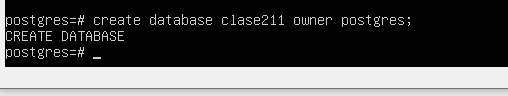 postgres=# create database clase211 owner postgres;
CREATE DATABASE
postgres=# _